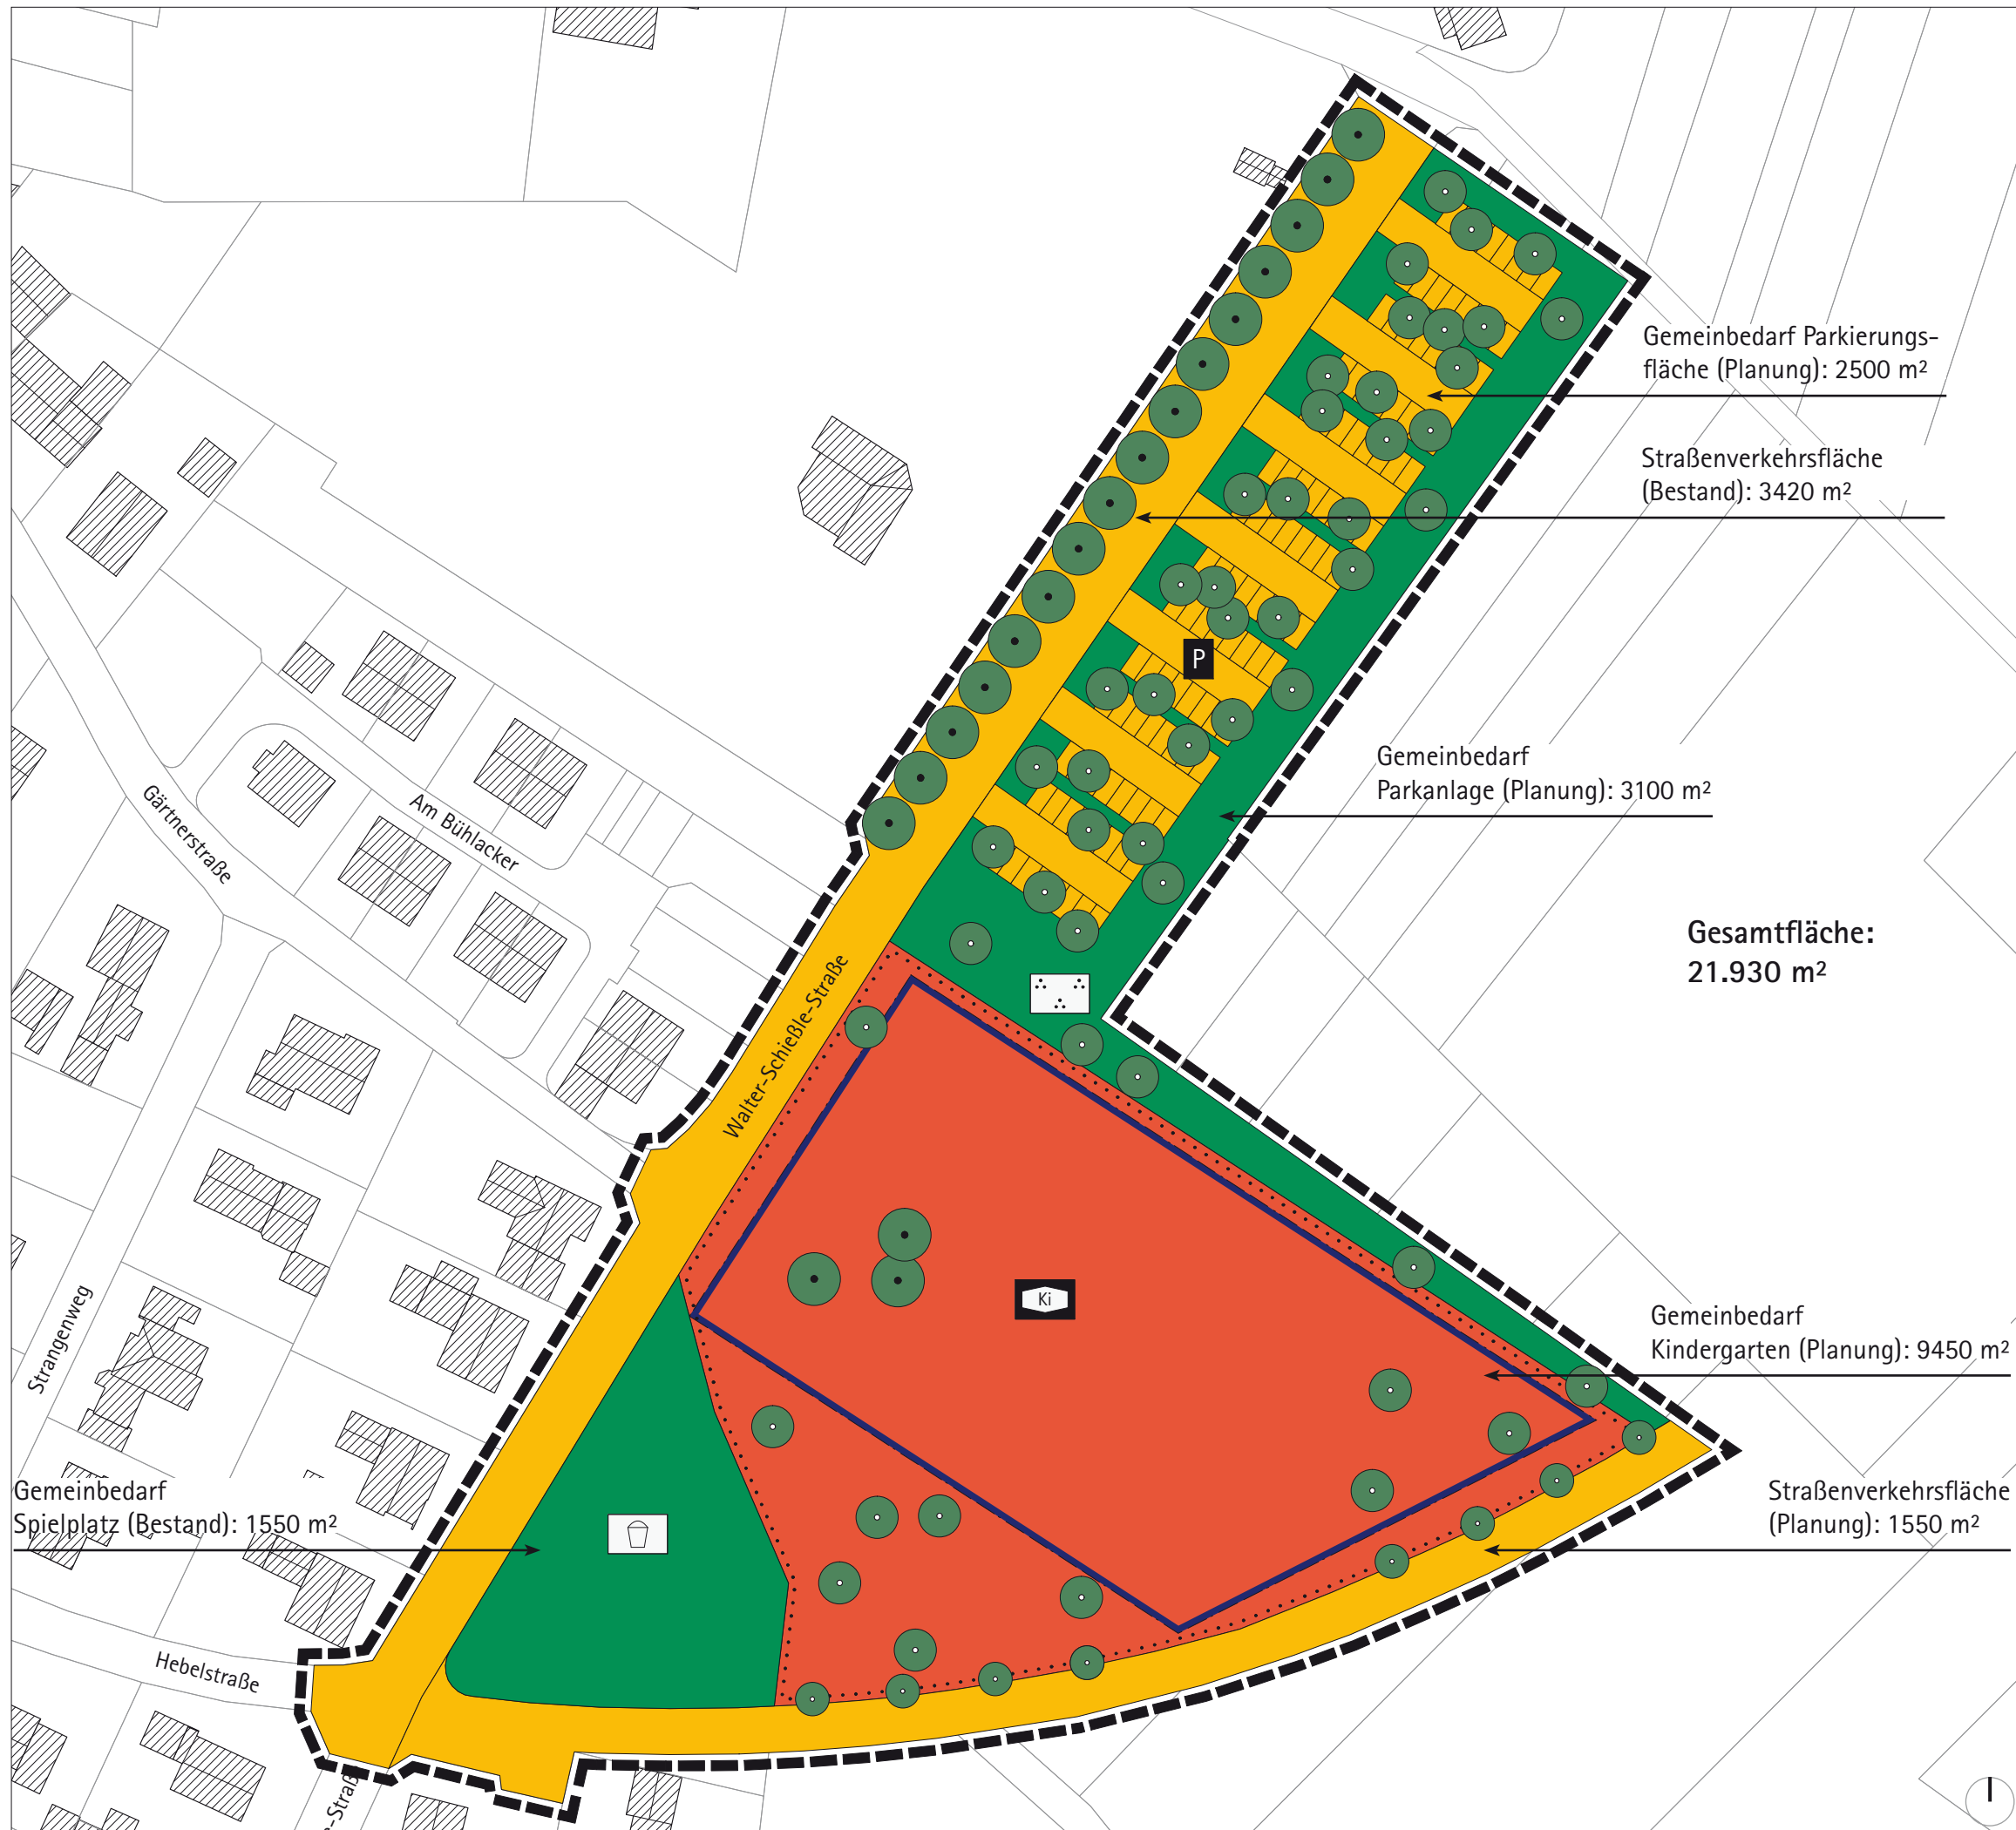 Gemeinbedarf Parkierungs-
fläche (Planung): 2500 m²
Straßenverkehrsfläche
(Bestand): 3420 m²
P
Gemeinbedarf
Parkanlage (Planung): 3100 m²
Gärtnerstraße
Am Bühlacker
Walter-Schießle-Straße
Gesamtfläche:
21.930 m²
Ki
Gemeinbedarf
Kindergarten (Planung): 9450 m²
Strangenweg
Gemeinbedarf
Spielplatz (Bestand): 1550 m²
Straßenverkehrsfläche
(Planung): 1550 m²
Hebelstraße